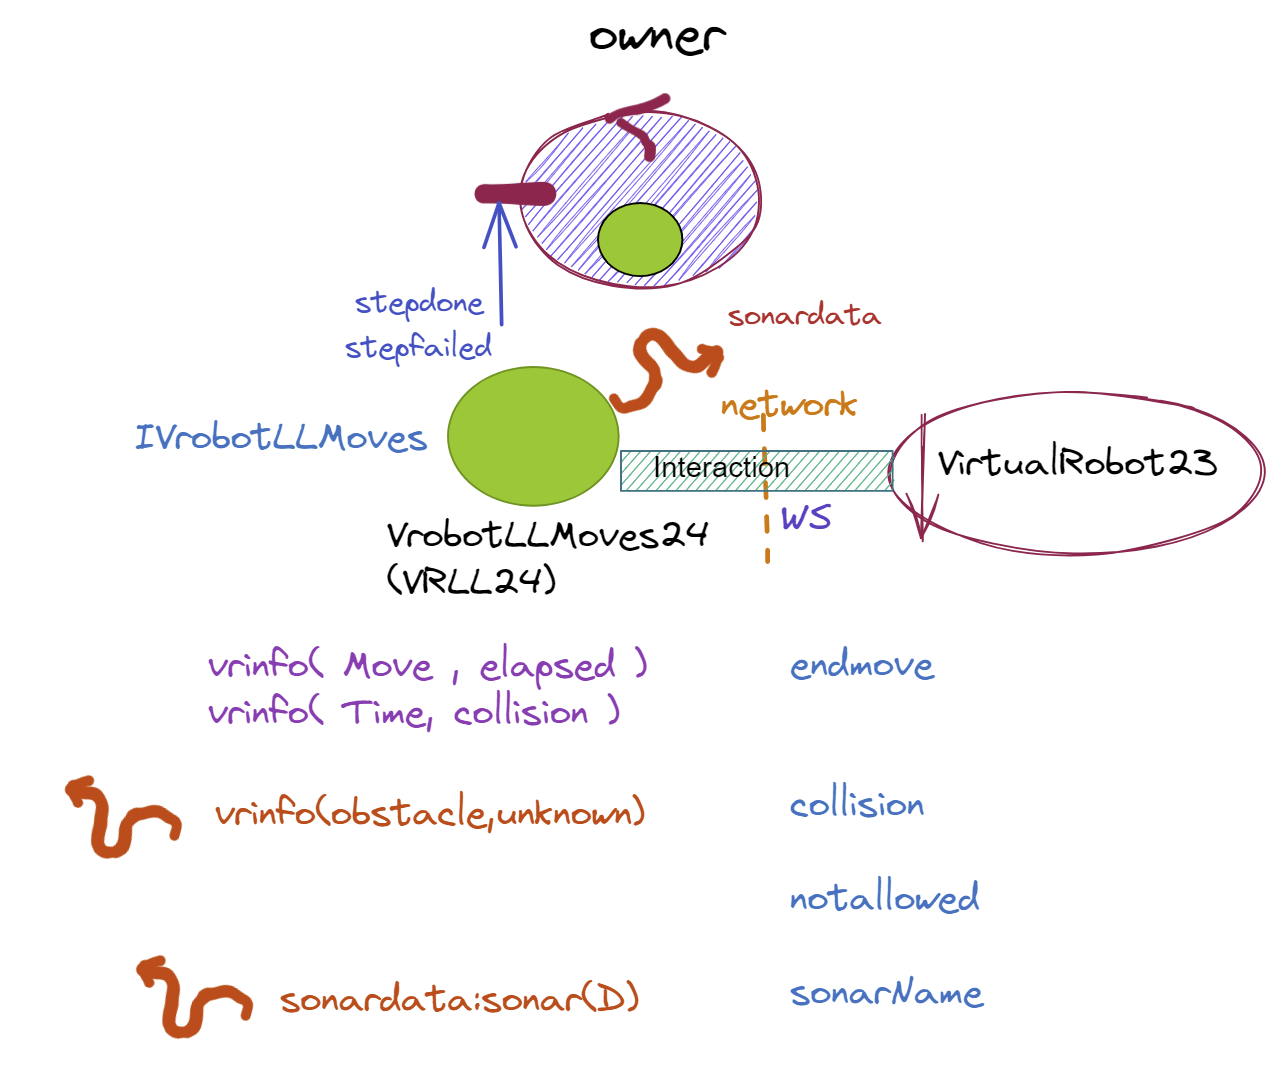 owner
stepdone
stepfailed
sonardata
network
IVrobotLLMoves
Interaction
VirtualRobot23
WS
VrobotLLMoves24
(VRLL24)
vrinfo( Move , elapsed )
endmove
vrinfo( Time, collision )
vrinfo(obstacle,unknown)
collision
notallowed
sonardata:sonar(D)
sonarName